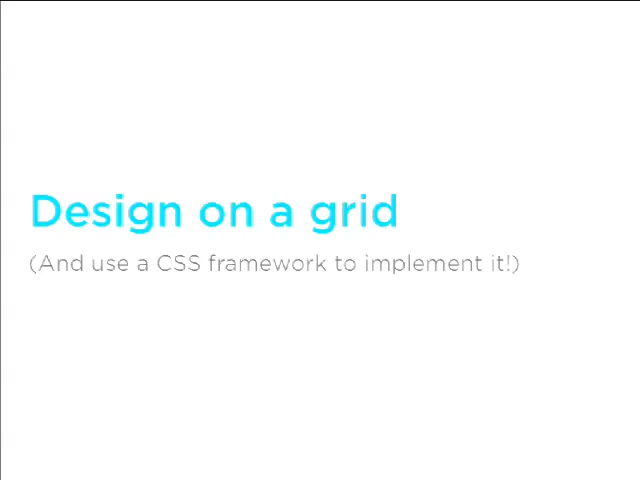 Design on a grid
(And use a CSS framework to implement it!)